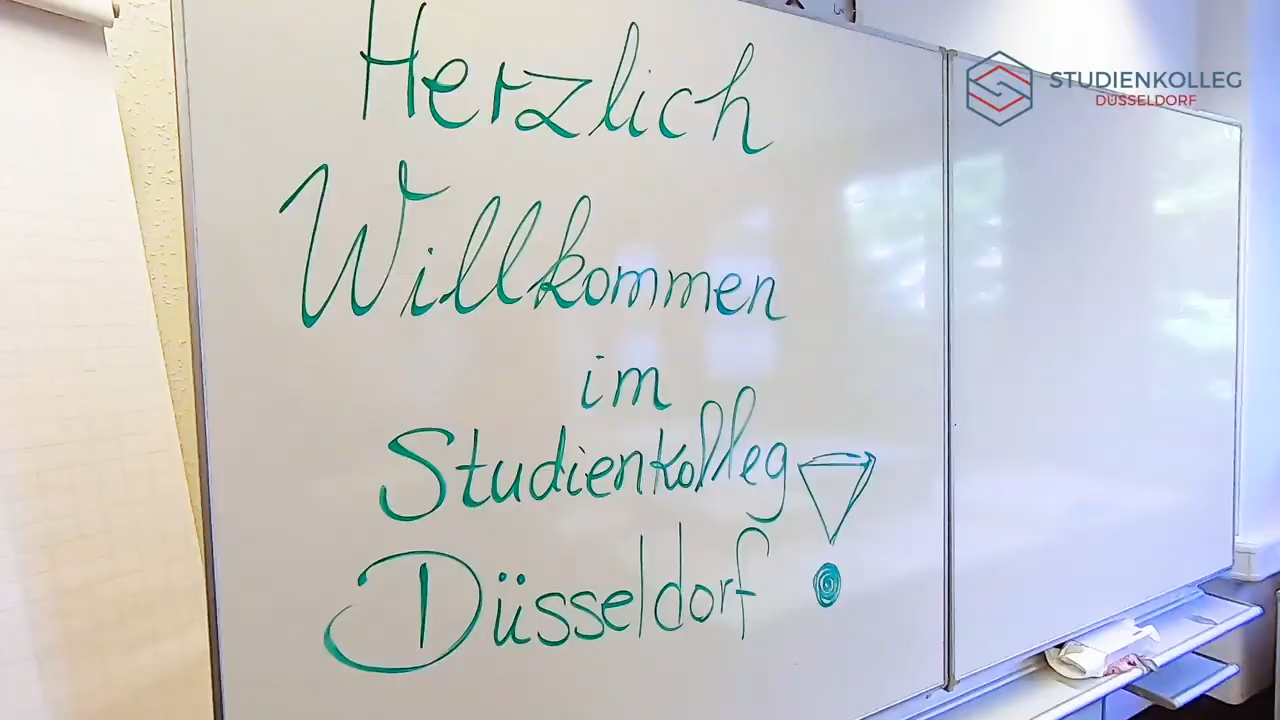 Herzlich
Willkommen
im
Studienkolleg
Düsseldorf !
STUDIENKOLLEG
DÜSSELDORF